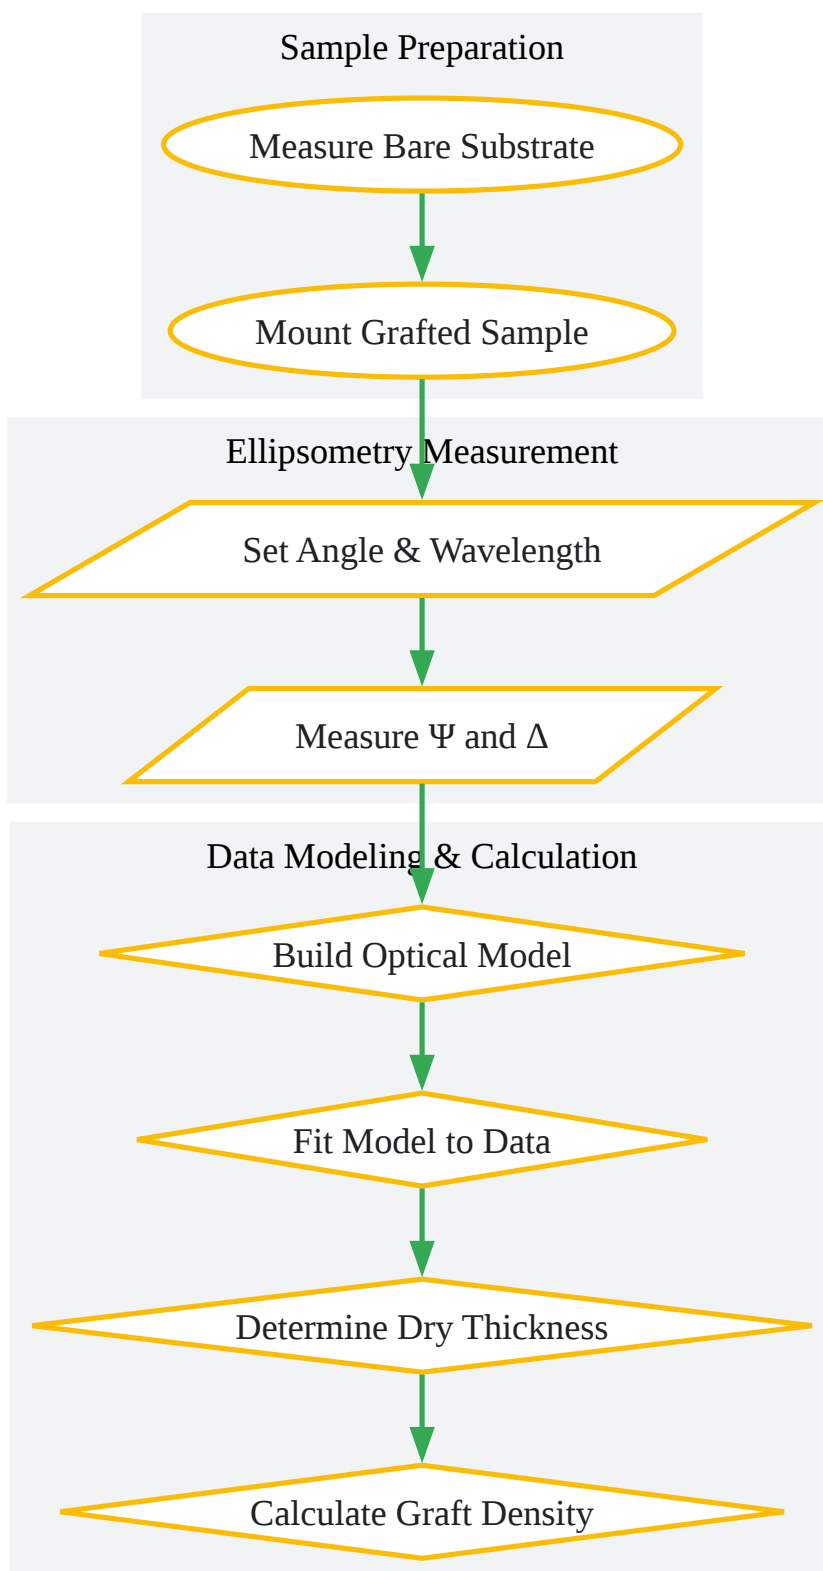 Sample Preparation
Measure Bare Substrate
Mount Grafted Sample
Ellipsometry Measurement
Set Angle & Wavelength
Measure Ψ and Δ
Data Modeling & Calculation
Build Optical Model
Fit Model to Data
Determine Dry Thickness
Calculate Graft Density